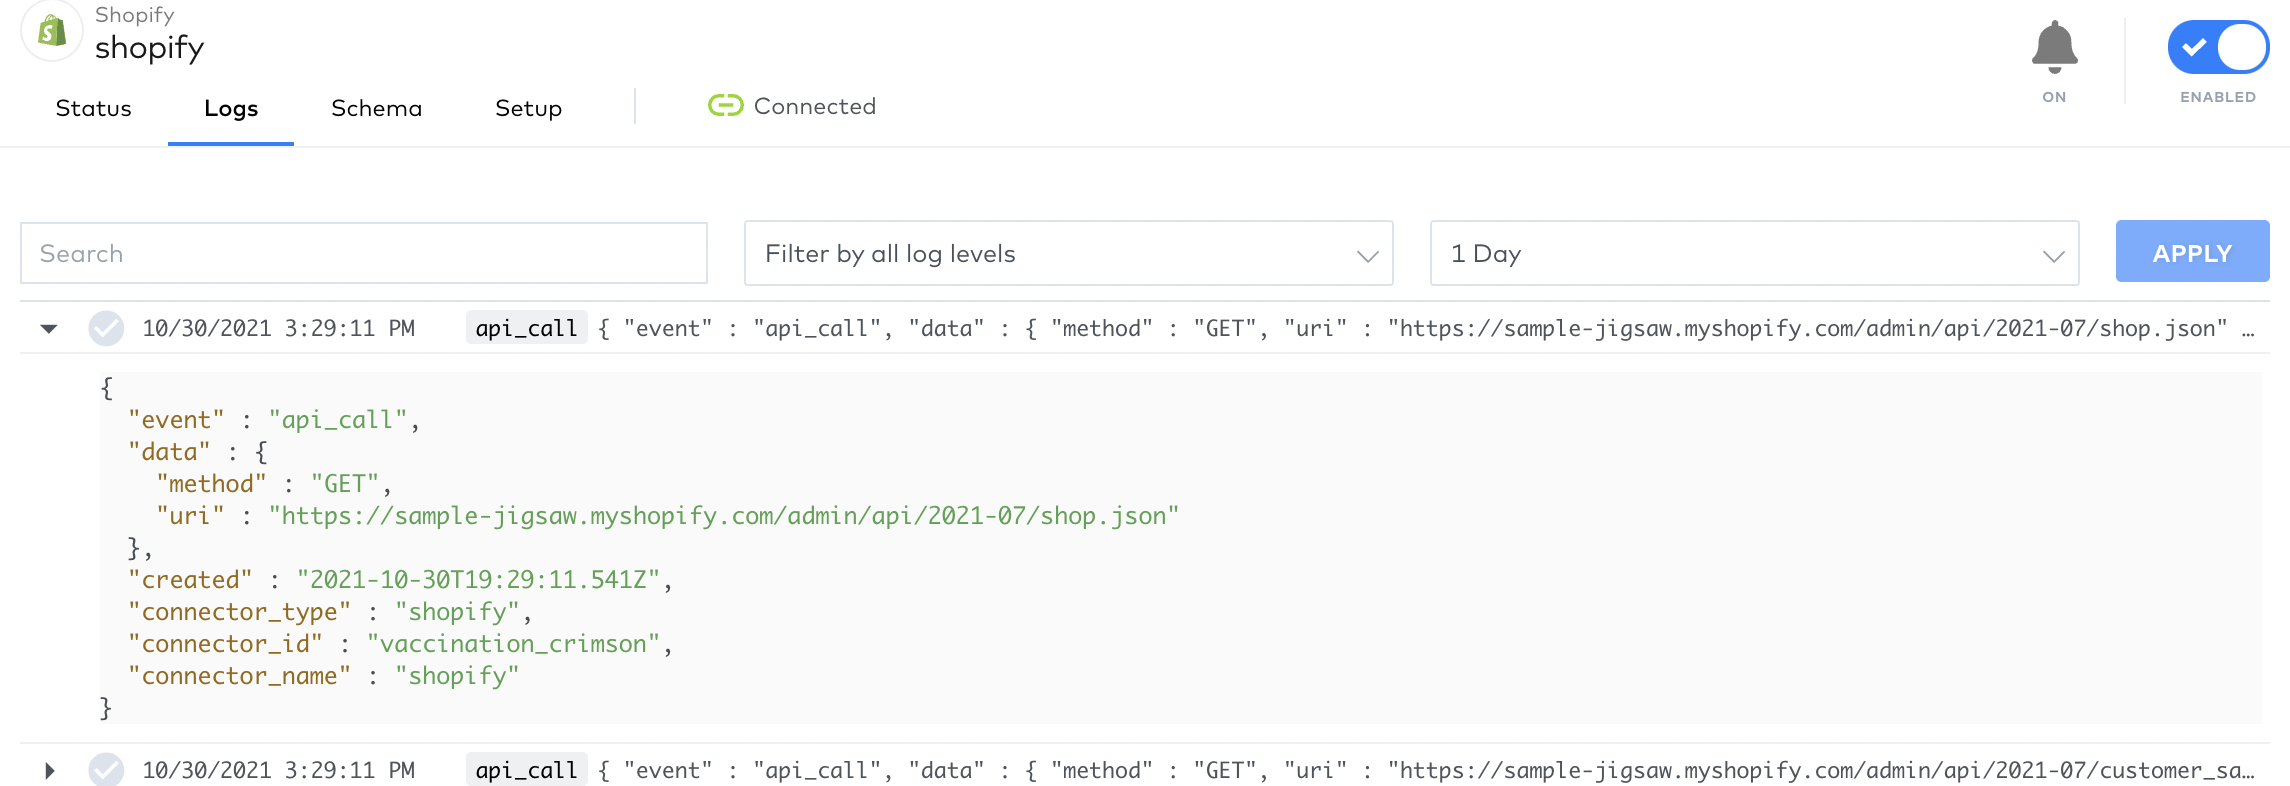 Shopify
shopify
ON
ENABLED
Status Logs Schema Setup Connected
Search Filter by all log levels 1 Day APPLY
10/30/2021 3:29:11 PM api_call { "event" : "api_call", "data" : { "method" : "GET", "uri" : "https://sample-jigsaw.myshopify.com/admin/api/2021-07/shop.json" …
{
"event" : "api_call",
"data" : {
"method" : "GET",
"uri" : "https://sample-jigsaw.myshopify.com/admin/api/2021-07/shop.json"
},
"created" : "2021-10-30T19:29:11.541Z",
"connector_type" : "shopify",
"connector_id" : "vaccination_crimson",
"connector_name" : "shopify"
}
10/30/2021 3:29:11 PM api_call { "event" : "api_call", "data" : { "method" : "GET", "uri" : "https://sample-jigsaw.myshopify.com/admin/api/2021-07/customer_sa…